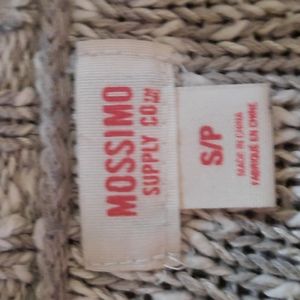 MOSSIMO
SUPPLY CO
S/P
MADE IN CHINA
FABRIQUÉ EN CHINE